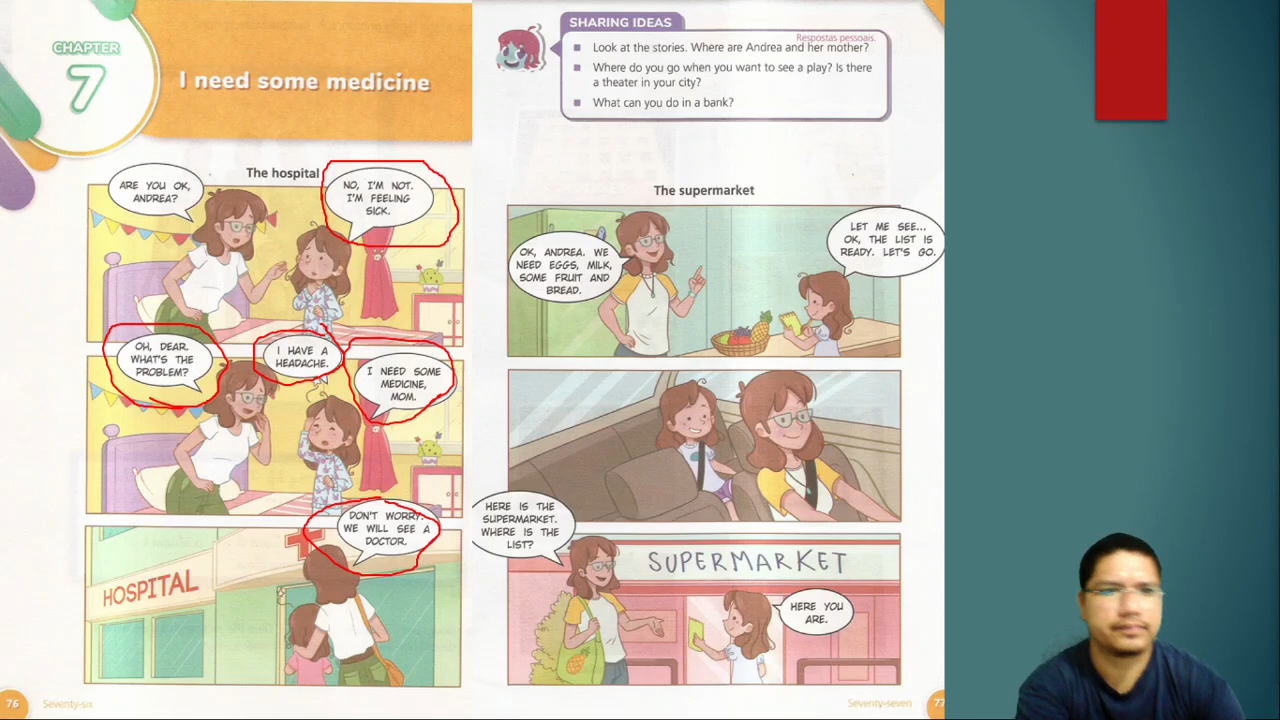 CHAPTER
7
I need some medicine
The hospital
ARE YOU OK,
ANDREA?
NO, I'M NOT.
I'M FEELING
SICK.
OH, DEAR.
WHAT'S THE
PROBLEM?
I HAVE A
HEADACHE.
I NEED SOME
MEDICINE,
MOM.
DON'T WORRY.
WE WILL SEE A
DOCTOR.
HOSPITAL
76
Seventy-six
SHARING IDEAS
Respostas pessoais.
Look at the stories. Where are Andrea and her mother?
Where do you go when you want to see a play? Is there
a theater in your city?
What can you do in a bank?
The supermarket
OK, ANDREA. WE
NEED EGGS, MILK,
SOME FRUIT AND
BREAD.
LET ME SEE...
OK, THE LIST IS
READY. LET'S GO.
HERE IS THE
SUPERMARKET.
WHERE IS THE
LIST?
SUPERMARKET
HERE YOU
ARE.
Seventy-seven
77